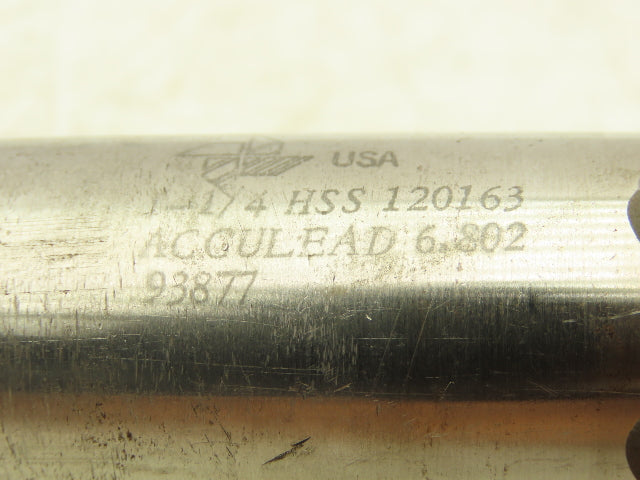 USA
1-1/4 HSS 120163
ACCULEAD 6.802
93877